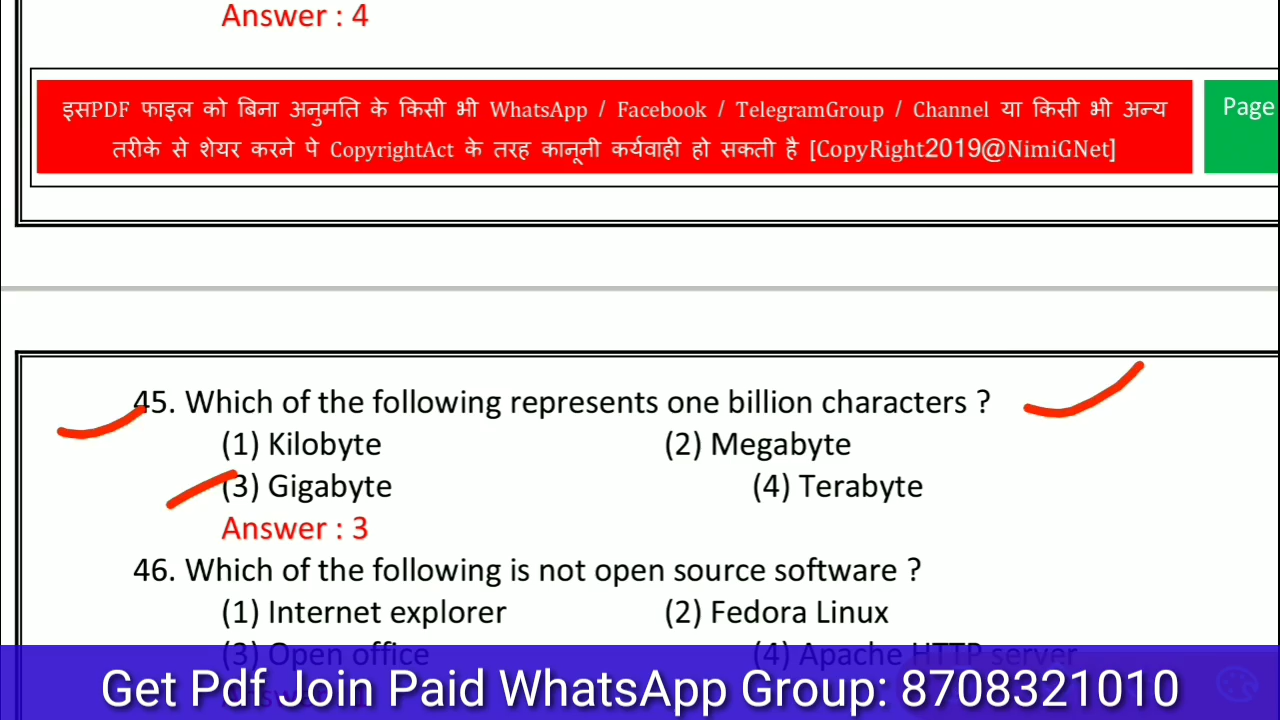 Answer : 4
इसPDF फाइल को बिना अनुमति के किसी भी WhatsApp / Facebook / TelegramGroup / Channel या किसी भी अन्य
तरीके से शेयर करने पे CopyrightAct के तरह कानूनी कर्यवाही हो सकती है [CopyRight2019@NimiGNet]
Page
45. Which of the following represents one billion characters ?
(1) Kilobyte (2) Megabyte
(3) Gigabyte (4) Terabyte
Answer : 3
46. Which of the following is not open source software ?
(1) Internet explorer (2) Fedora Linux
(3) Open office (4) Apache HTTP server
Get Pdf Join Paid WhatsApp Group: 8708321010